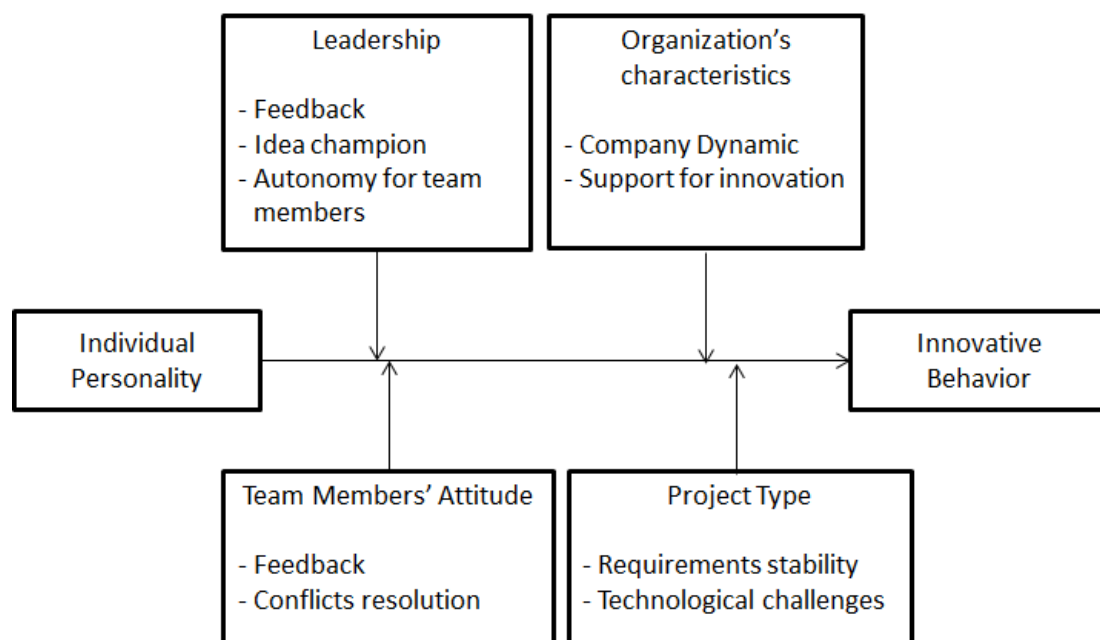 Leadership
- Feedback
- Idea champion
- Autonomy for team
members
Organization’s
characteristics
- Company Dynamic
- Support for innovation
Individual
Personality
Innovative
Behavior
Team Members’ Attitude
- Feedback
- Conflicts resolution
Project Type
- Requirements stability
- Technological challenges